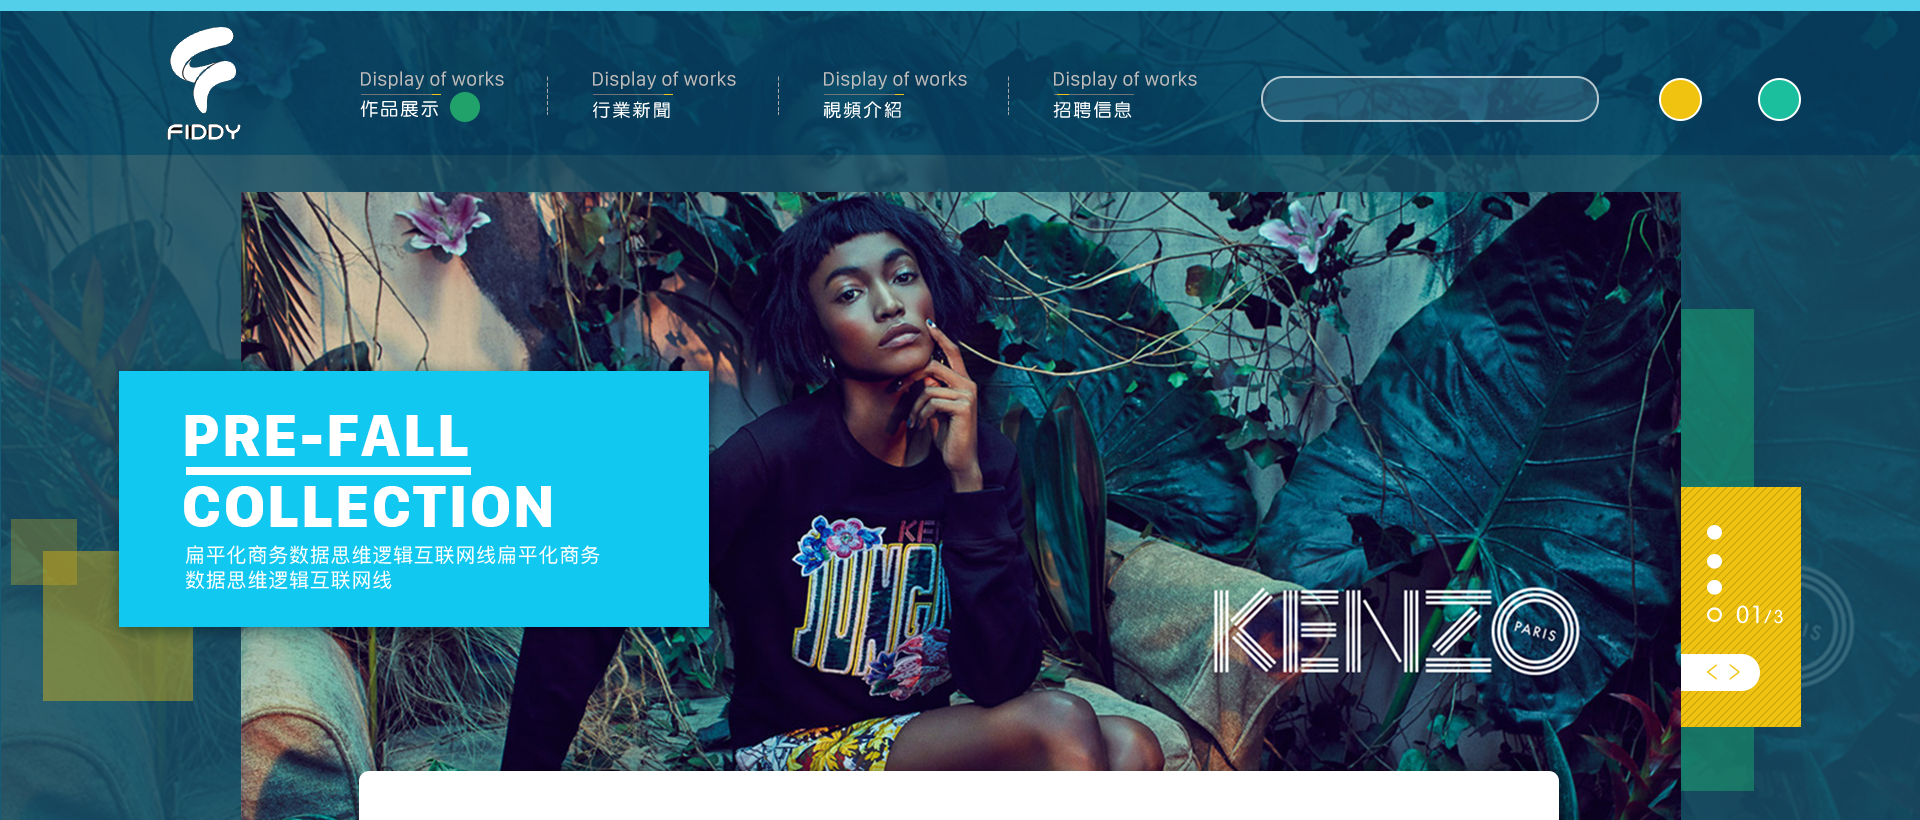 FIDDY
Display of works
作品展示
Display of works
行業新聞
Display of works
視頻介紹
Display of works
招聘信息
PRE-FALL
COLLECTION
扁平化商务数据思维逻辑互联网线扁平化商务
数据思维逻辑互联网线
KE
JUNG
KENZO
PARIS
01/3